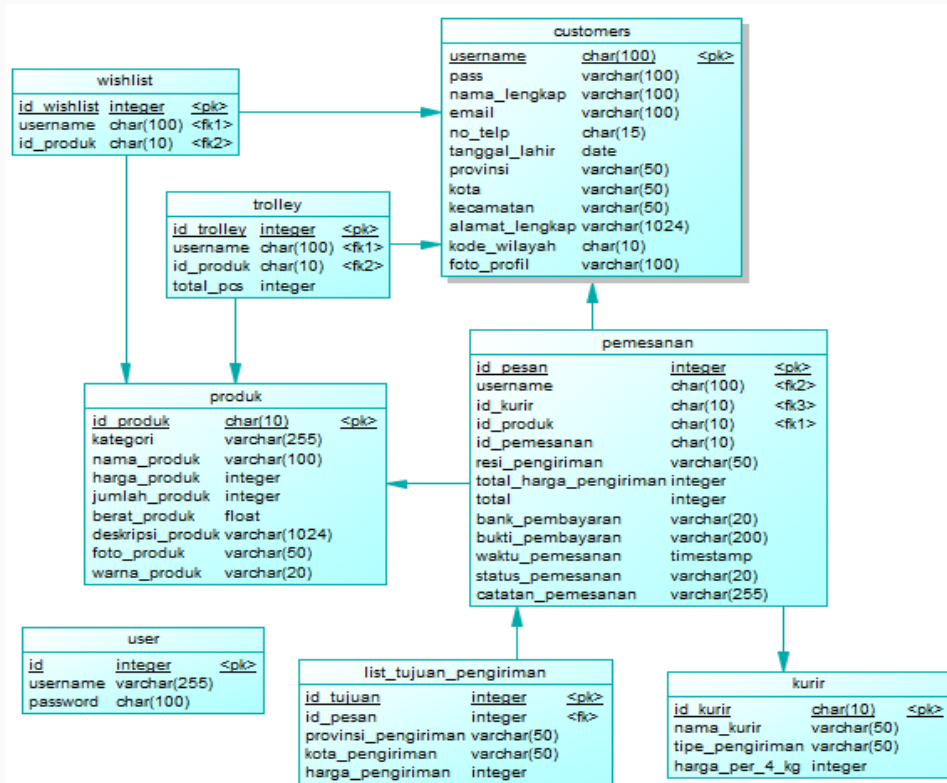 customers
username char(100) <pk>
pass varchar(100)
nama_lengkap varchar(100)
email varchar(100)
no_telp char(15)
tanggal_lahir date
provinsi varchar(50)
kota varchar(50)
kecamatan varchar(50)
alamat_lengkap varchar(1024)
kode_wilayah char(10)
foto_profil varchar(100)
wishlist
id_wishlist integer <pk>
username char(100) <fk1>
id_produk char(10) <fk2>
trolley
id_trolley integer <pk>
username char(100) <fk1>
id_produk char(10) <fk2>
total_pcs integer
pemesanan
id_pesan integer <pk>
username char(100) <fk2>
id_kurir char(10) <fk3>
id_produk char(10) <fk1>
id_pemesanan char(10)
resi_pengiriman varchar(50)
total_harga_pengiriman integer
total integer
bank_pembayaran varchar(20)
bukti_pembayaran varchar(200)
waktu_pemesanan timestamp
status_pemesanan varchar(20)
catatan_pemesanan varchar(255)
produk
id_produk char(10) <pk>
kategori varchar(255)
nama_produk varchar(100)
harga_produk integer
jumlah_produk integer
berat_produk float
deskripsi_produk varchar(1024)
foto_produk varchar(50)
warna_produk varchar(20)
user
id integer <pk>
username varchar(255)
password char(100)
list_tujuan_pengiriman
id_tujuan integer <pk>
id_pesan integer <fk>
provinsi_pengiriman varchar(50)
kota_pengiriman varchar(50)
harga_pengiriman integer
kurir
id_kurir char(10) <pk>
nama_kurir varchar(50)
tipe_pengiriman varchar(50)
harga_per_4_kg integer